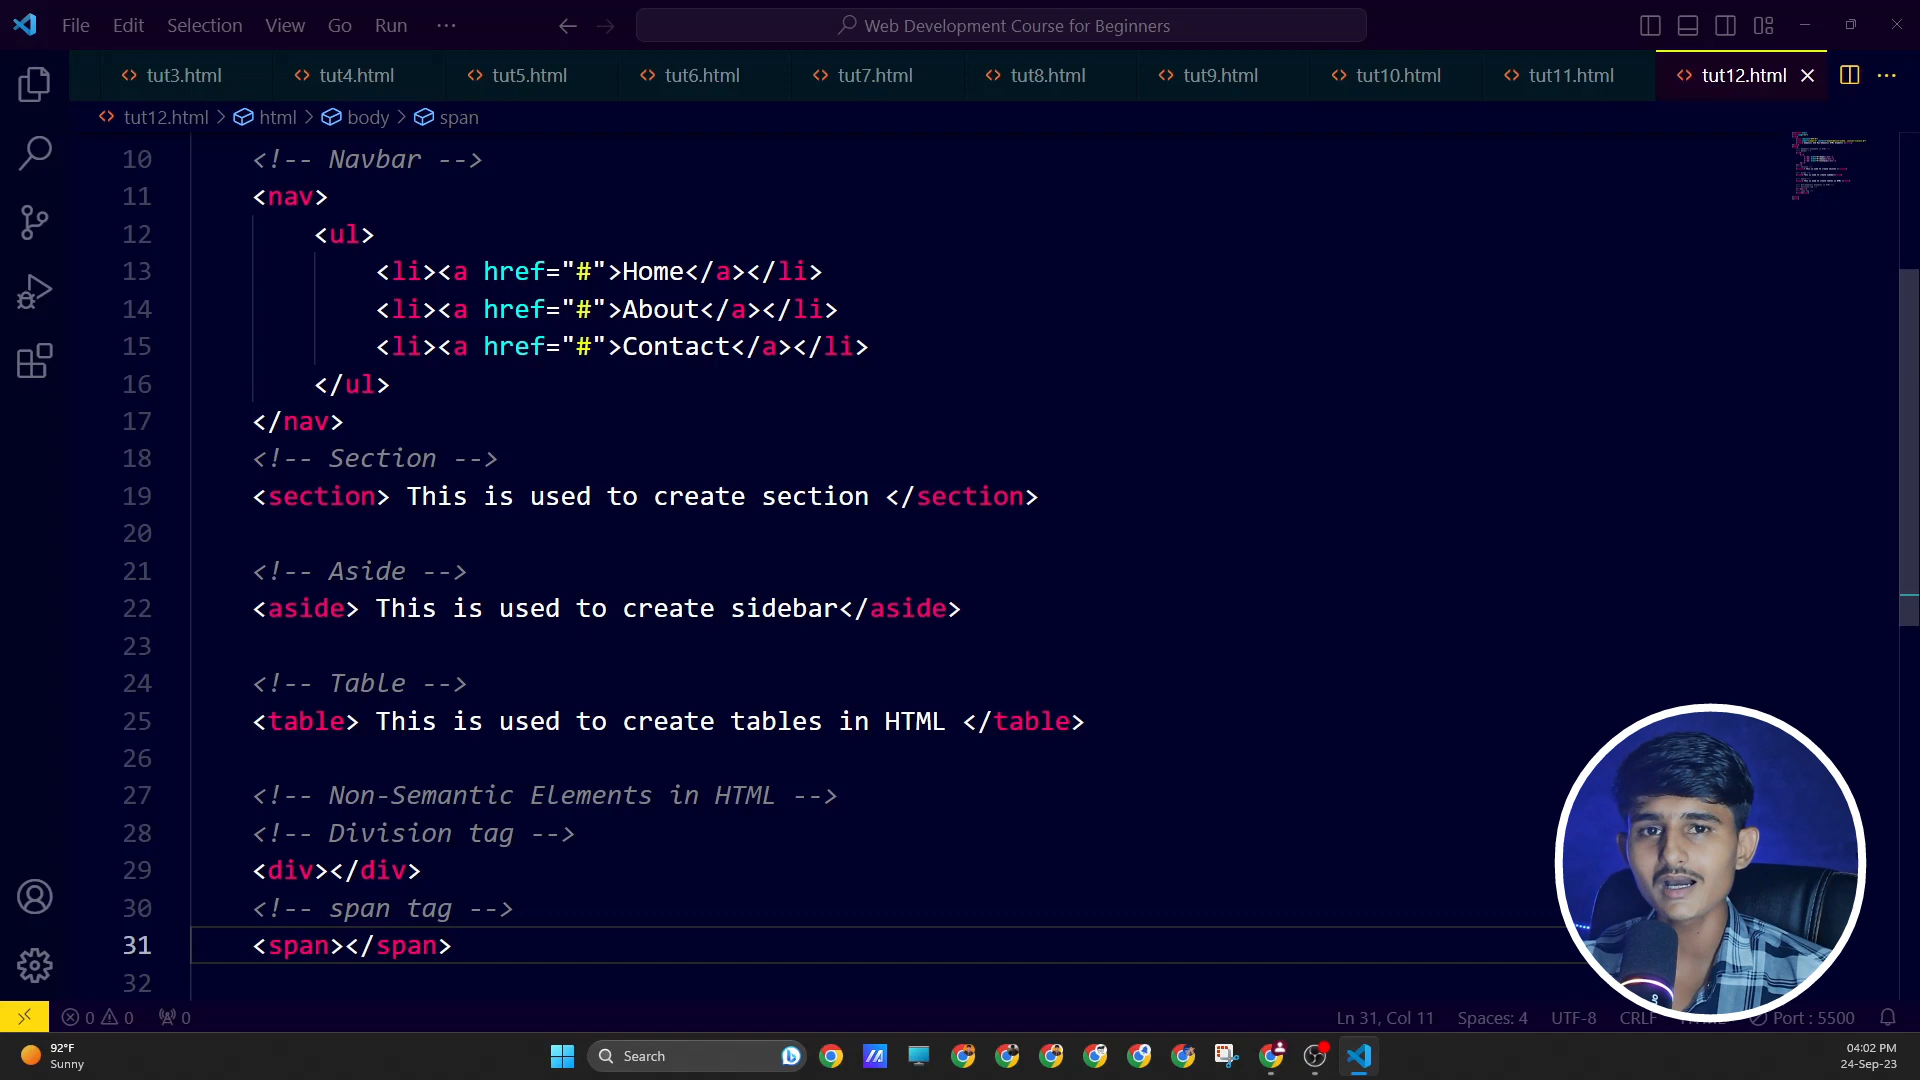 File Edit Selection View Go Run ···
Web Development Course for Beginners
tut3.html tut4.html tut5.html tut6.html tut7.html tut8.html tut9.html tut10.html tut11.html tut12.html
tut12.html > html > body > span
10 <!-- Navbar -->
11 <nav>
12 <ul>
13 <li><a href="#">Home</a></li>
14 <li><a href="#">About</a></li>
15 <li><a href="#">Contact</a></li>
16 </ul>
17 </nav>
18 <!-- Section -->
19 <section> This is used to create section </section>
20
21 <!-- Aside -->
22 <aside> This is used to create sidebar</aside>
23
24 <!-- Table -->
25 <table> This is used to create tables in HTML </table>
26
27 <!-- Non-Semantic Elements in HTML -->
28 <!-- Division tag -->
29 <div></div>
30 <!-- span tag -->
31 <span></span>
32
0 0 0 Ln 31, Col 11 Spaces: 4 UTF-8 CRLF Port : 5500
92°F
Sunny
Search
04:02 PM
24-Sep-23